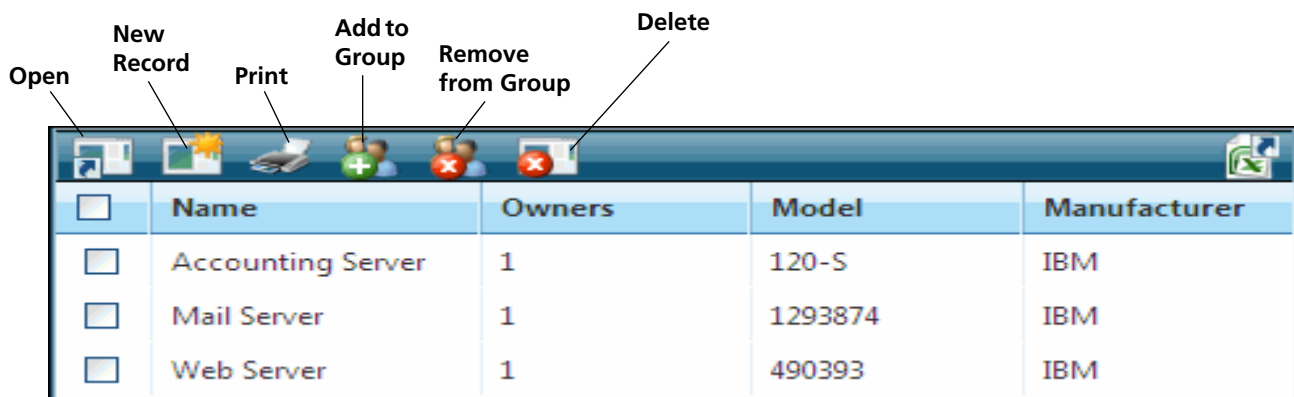 Open
New
Record
Print
Add to
Group
Remove
from Group
Delete
Name Owners Model Manufacturer
Accounting Server 1 120-S IBM
Mail Server 1 1293874 IBM
Web Server 1 490393 IBM